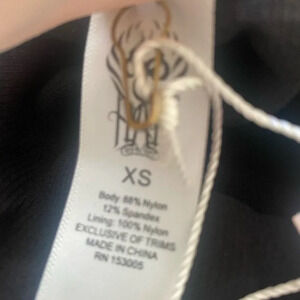 XS
Body: 88% Nylon
12% Spandex
Lining: 100% Nylon
EXCLUSIVE OF TRIMS
MADE IN CHINA
RN 153005